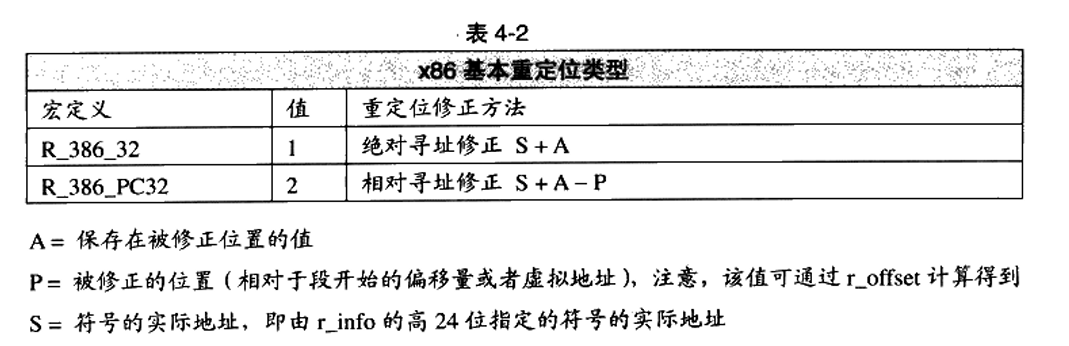 表 4-2
x86 基本重定位类型
宏定义 值 重定位修正方法
R_386_32 1 绝对寻址修正 S + A
R_386_PC32 2 相对寻址修正 S + A – P
A = 保存在被修正位置的值
P = 被修正的位置（相对于段开始的偏移量或者虚拟地址），注意，该值可通过 r_offset 计算得到
S = 符号的实际地址，即由 r_info 的高 24 位指定的符号的实际地址